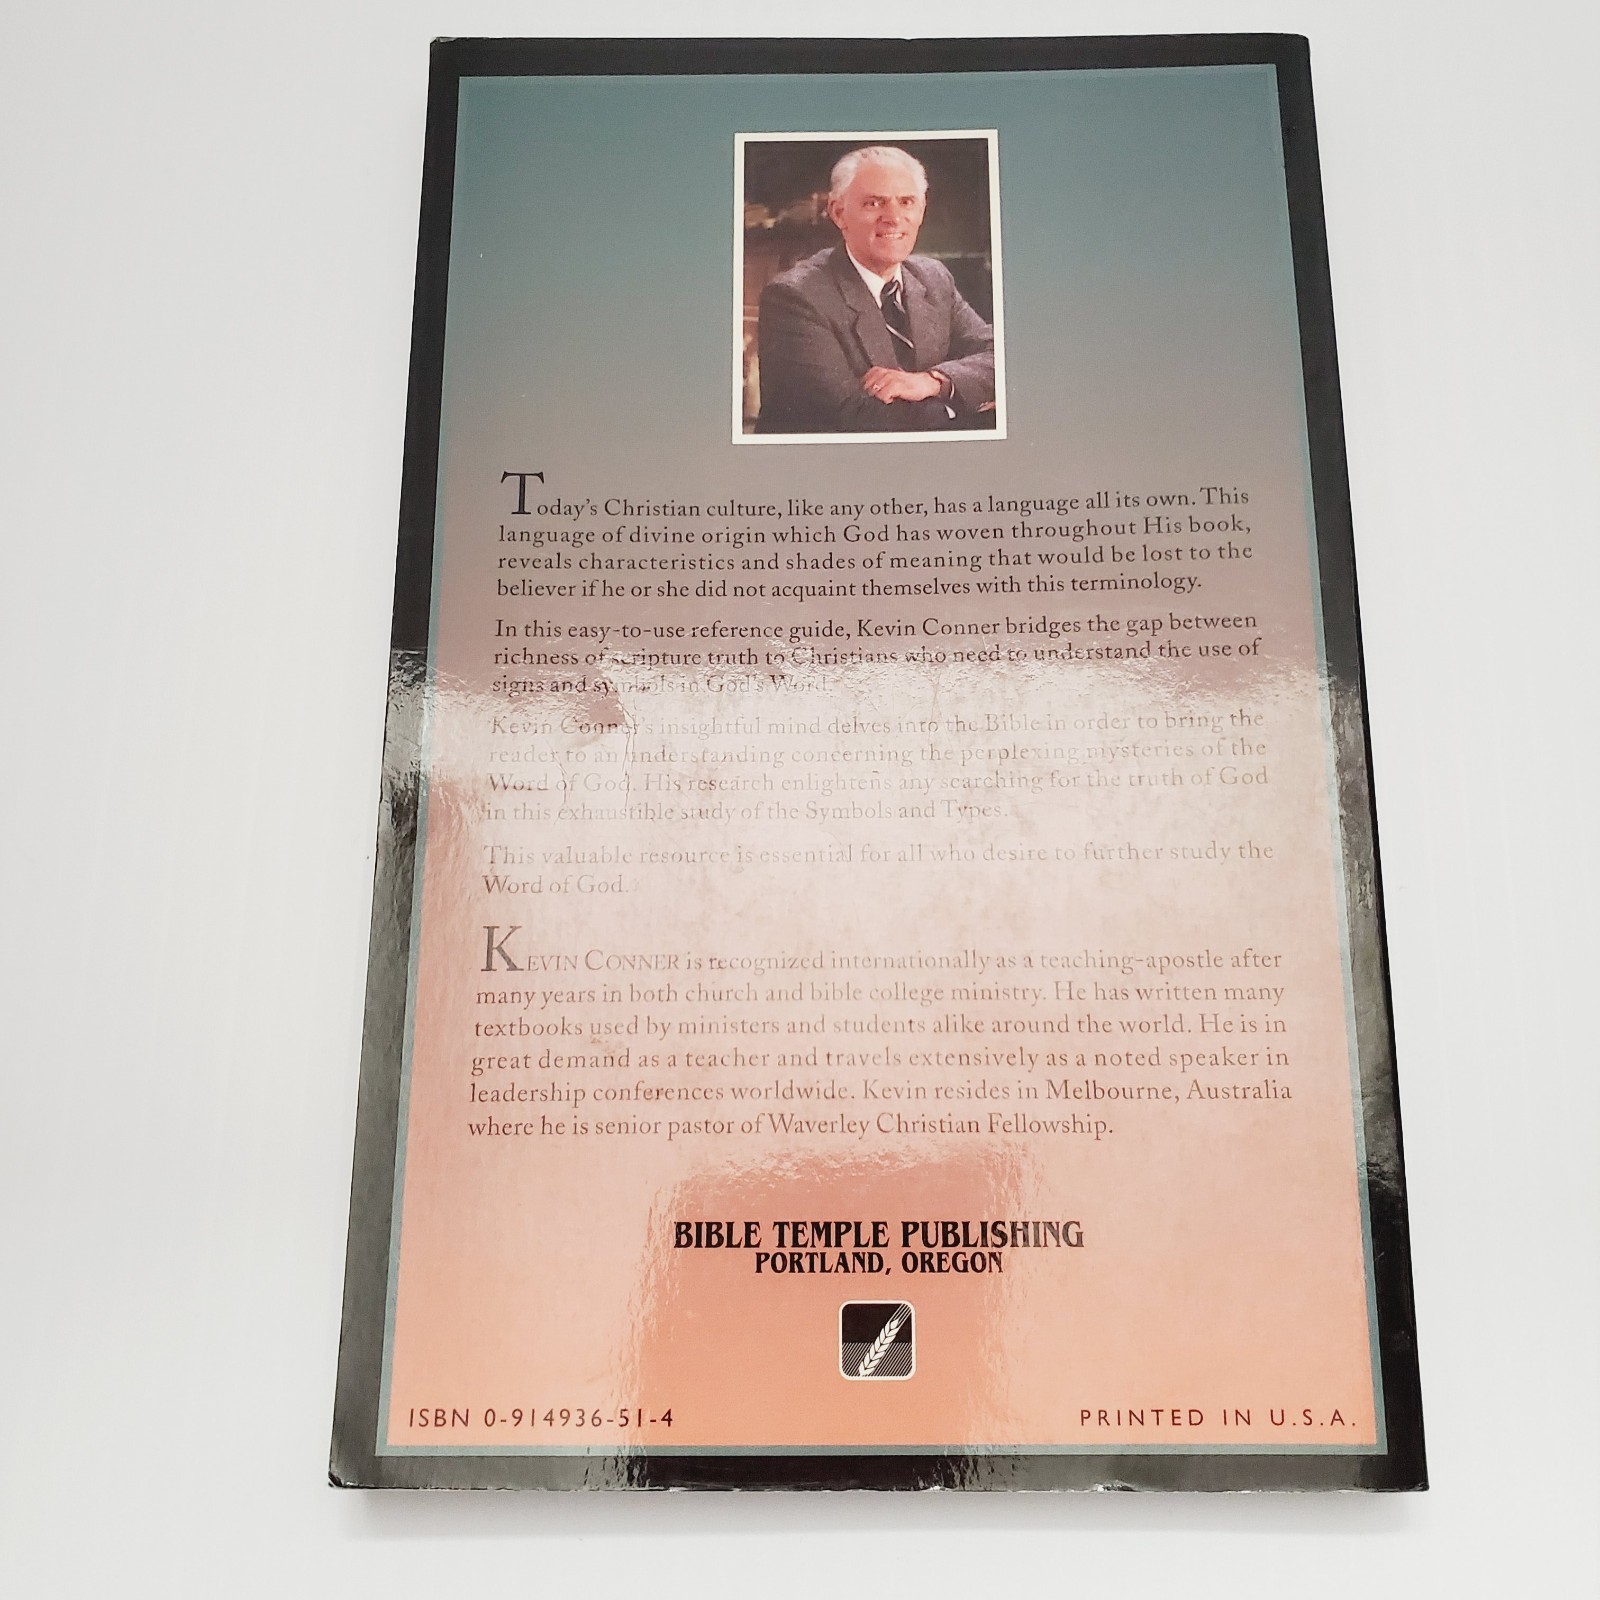 Today's Christian culture, like any other, has a language all its own. This
language of divine origin which God has woven throughout His book,
reveals characteristics and shades of meaning that would be lost to the
believer if he or she did not acquaint themselves with this terminology.
In this easy-to-use reference guide, Kevin Conner bridges the gap between
richness of scripture truth to Christians who need to understand the use of
signs and symbols in God's Word.
Kevin Conner's insightful mind delves into the Bible in order to bring the
reader to an understanding concerning the perplexing mysteries of the
Word of God. His research enlightens any searching for the truth of God
in this exhaustible study of the Symbols and Types.
This valuable resource is essential for all who desire to further study the
Word of God.
KEVIN CONNER is recognized internationally as a teaching-apostle after
many years in both church and bible college ministry. He has written many
textbooks used by ministers and students alike around the world. He is in
great demand as a teacher and travels extensively as a noted speaker in
leadership conferences worldwide. Kevin resides in Melbourne, Australia
where he is senior pastor of Waverley Christian Fellowship.
BIBLE TEMPLE PUBLISHING
PORTLAND, OREGON
ISBN 0-914936-51-4
PRINTED IN U.S.A.